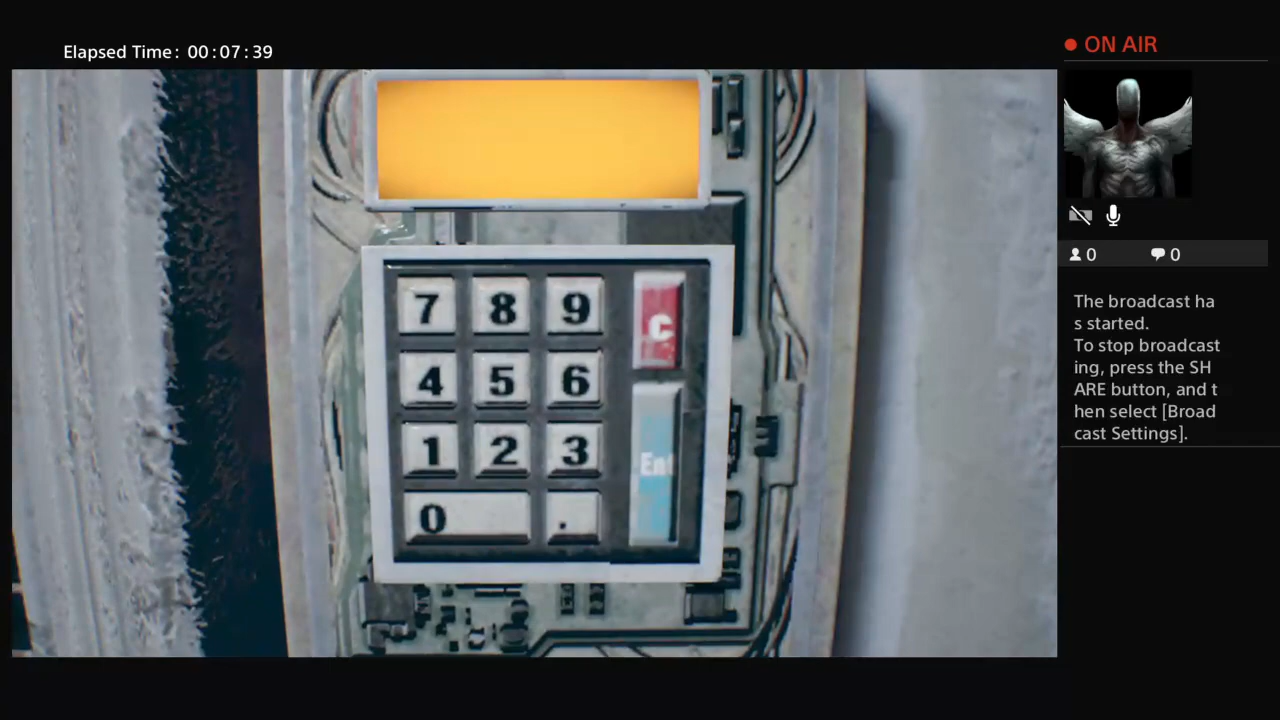 Elapsed Time: 00:07:39
ON AIR
0 0
The broadcast ha
s started.
To stop broadcast
ing, press the SH
ARE button, and t
hen select [Broad
cast Settings].
7 8 9 C
4 5 6
1 2 3 Ent
0 .